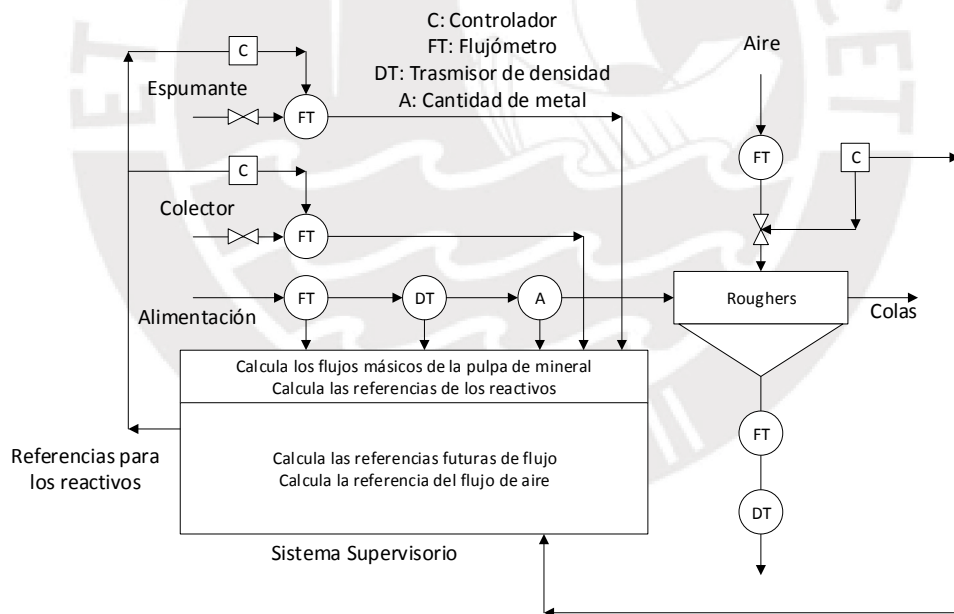 C: Controlador
FT: Flujómetro
DT: Trasmisor de densidad
A: Cantidad de metal
C
Espumante
FT
Aire
FT
C
C
Colector
FT
Alimentación
FT
DT
A
Roughers
Colas
Calcula los flujos másicos de la pulpa de mineral
Calcula las referencias de los reactivos
Calcula las referencias futuras de flujo
Calcula la referencia del flujo de aire
Referencias para
los reactivos
Sistema Supervisorio
FT
DT
ET
CET